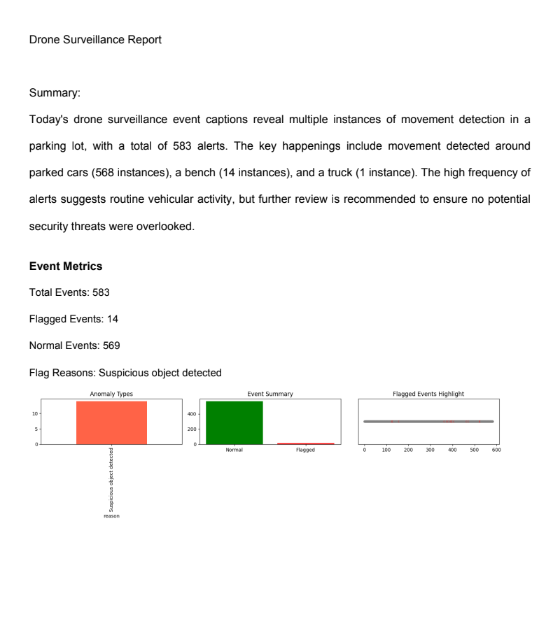 Drone Surveillance Report
Summary:
Today's drone surveillance event captions reveal multiple instances of movement detection in a
parking lot, with a total of 583 alerts. The key happenings include movement detected around
parked cars (568 instances), a bench (14 instances), and a truck (1 instance). The high frequency of
alerts suggests routine vehicular activity, but further review is recommended to ensure no potential
security threats were overlooked.
Event Metrics
Total Events: 583
Flagged Events: 14
Normal Events: 569
Flag Reasons: Suspicious object detected
Anomaly Types
10
5
0
Suspicious object detected
reason
Event Summary
400
200
0
Normal Flagged
Flagged Events Highlight
0 100 200 300 400 500 600